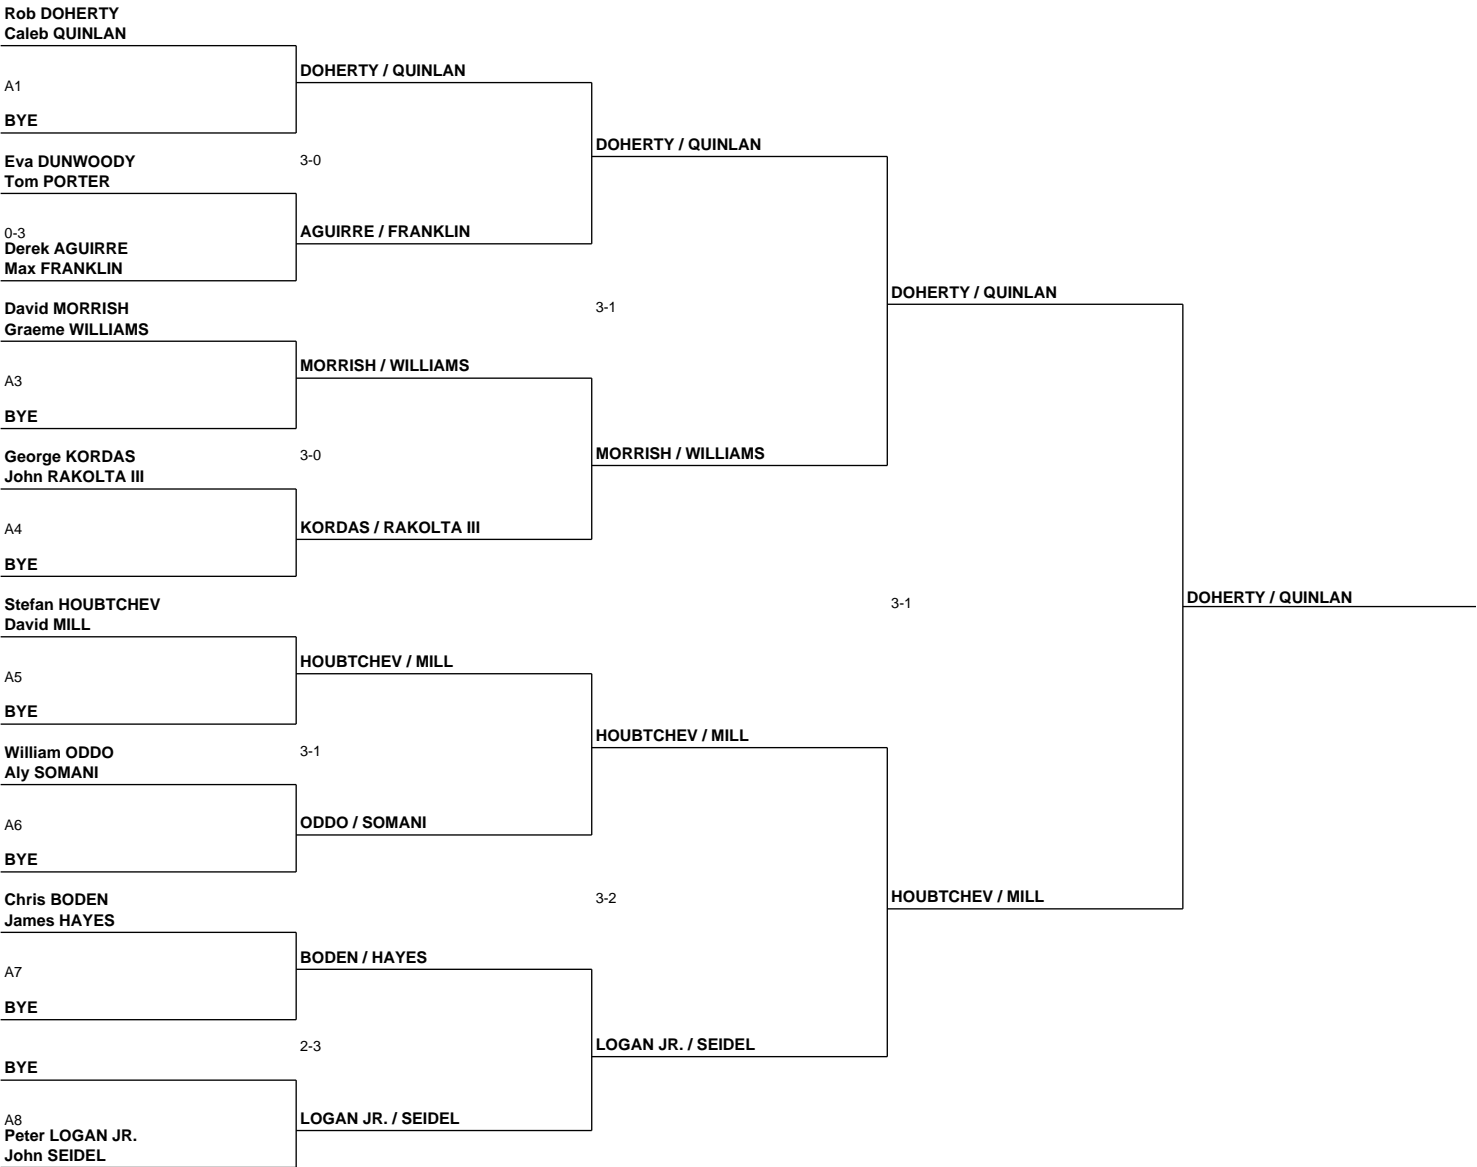 Rob DOHERTY
Caleb QUINLAN
A1
BYE
Eva DUNWOODY
Tom PORTER
0-3
Derek AGUIRRE
Max FRANKLIN
David MORRISH
Graeme WILLIAMS
A3
BYE
George KORDAS
John RAKOLTA III
A4
BYE
Stefan HOUBTCHEV
David MILL
A5
BYE
William ODDO
Aly SOMANI
A6
BYE
Chris BODEN
James HAYES
A7
BYE
BYE
A8
Peter LOGAN JR.
John SEIDEL
DOHERTY / QUINLAN
3-0
AGUIRRE / FRANKLIN
MORRISH / WILLIAMS
3-0
KORDAS / RAKOLTA III
HOUBTCHEV / MILL
3-1
ODDO / SOMANI
BODEN / HAYES
2-3
LOGAN JR. / SEIDEL
DOHERTY / QUINLAN
3-1
MORRISH / WILLIAMS
HOUBTCHEV / MILL
3-2
LOGAN JR. / SEIDEL
DOHERTY / QUINLAN
3-1
HOUBTCHEV / MILL
DOHERTY / QUINLAN